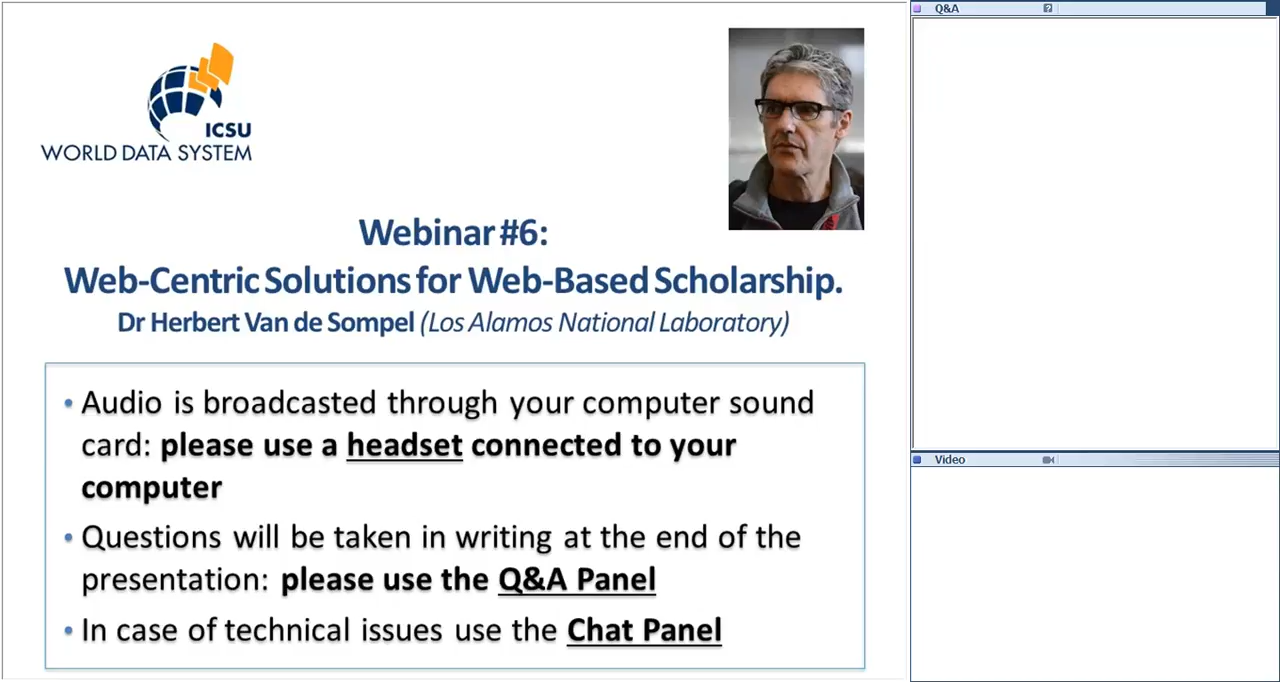 ICSU
WORLD DATA SYSTEM
Webinar #6:
Web-Centric Solutions for Web-Based Scholarship.
Dr Herbert Van de Sompel (Los Alamos National Laboratory)
• Audio is broadcasted through your computer sound
card: please use a headset connected to your
computer
• Questions will be taken in writing at the end of the
presentation: please use the Q&A Panel
• In case of technical issues use the Chat Panel
Q&A
?
Video